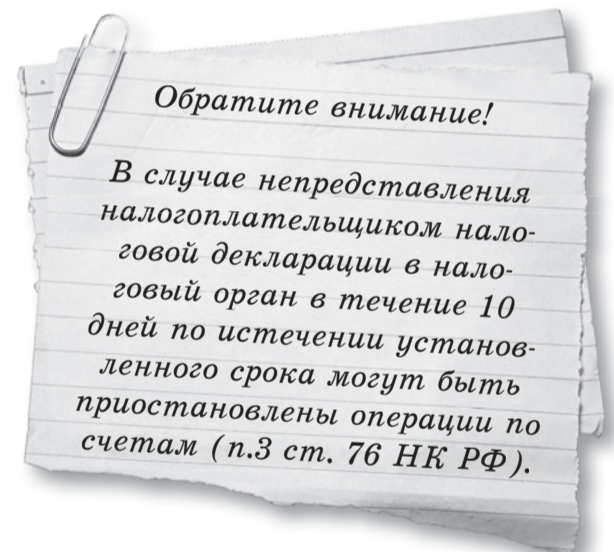 Обратите внимание!
В случае непредставления
налогоплательщиком нало-
говой декларации в нало-
говый орган в течение 10
дней по истечении установ-
ленного срока могут быть
приостановлены операции по
счетам (п.3 ст. 76 НК РФ).